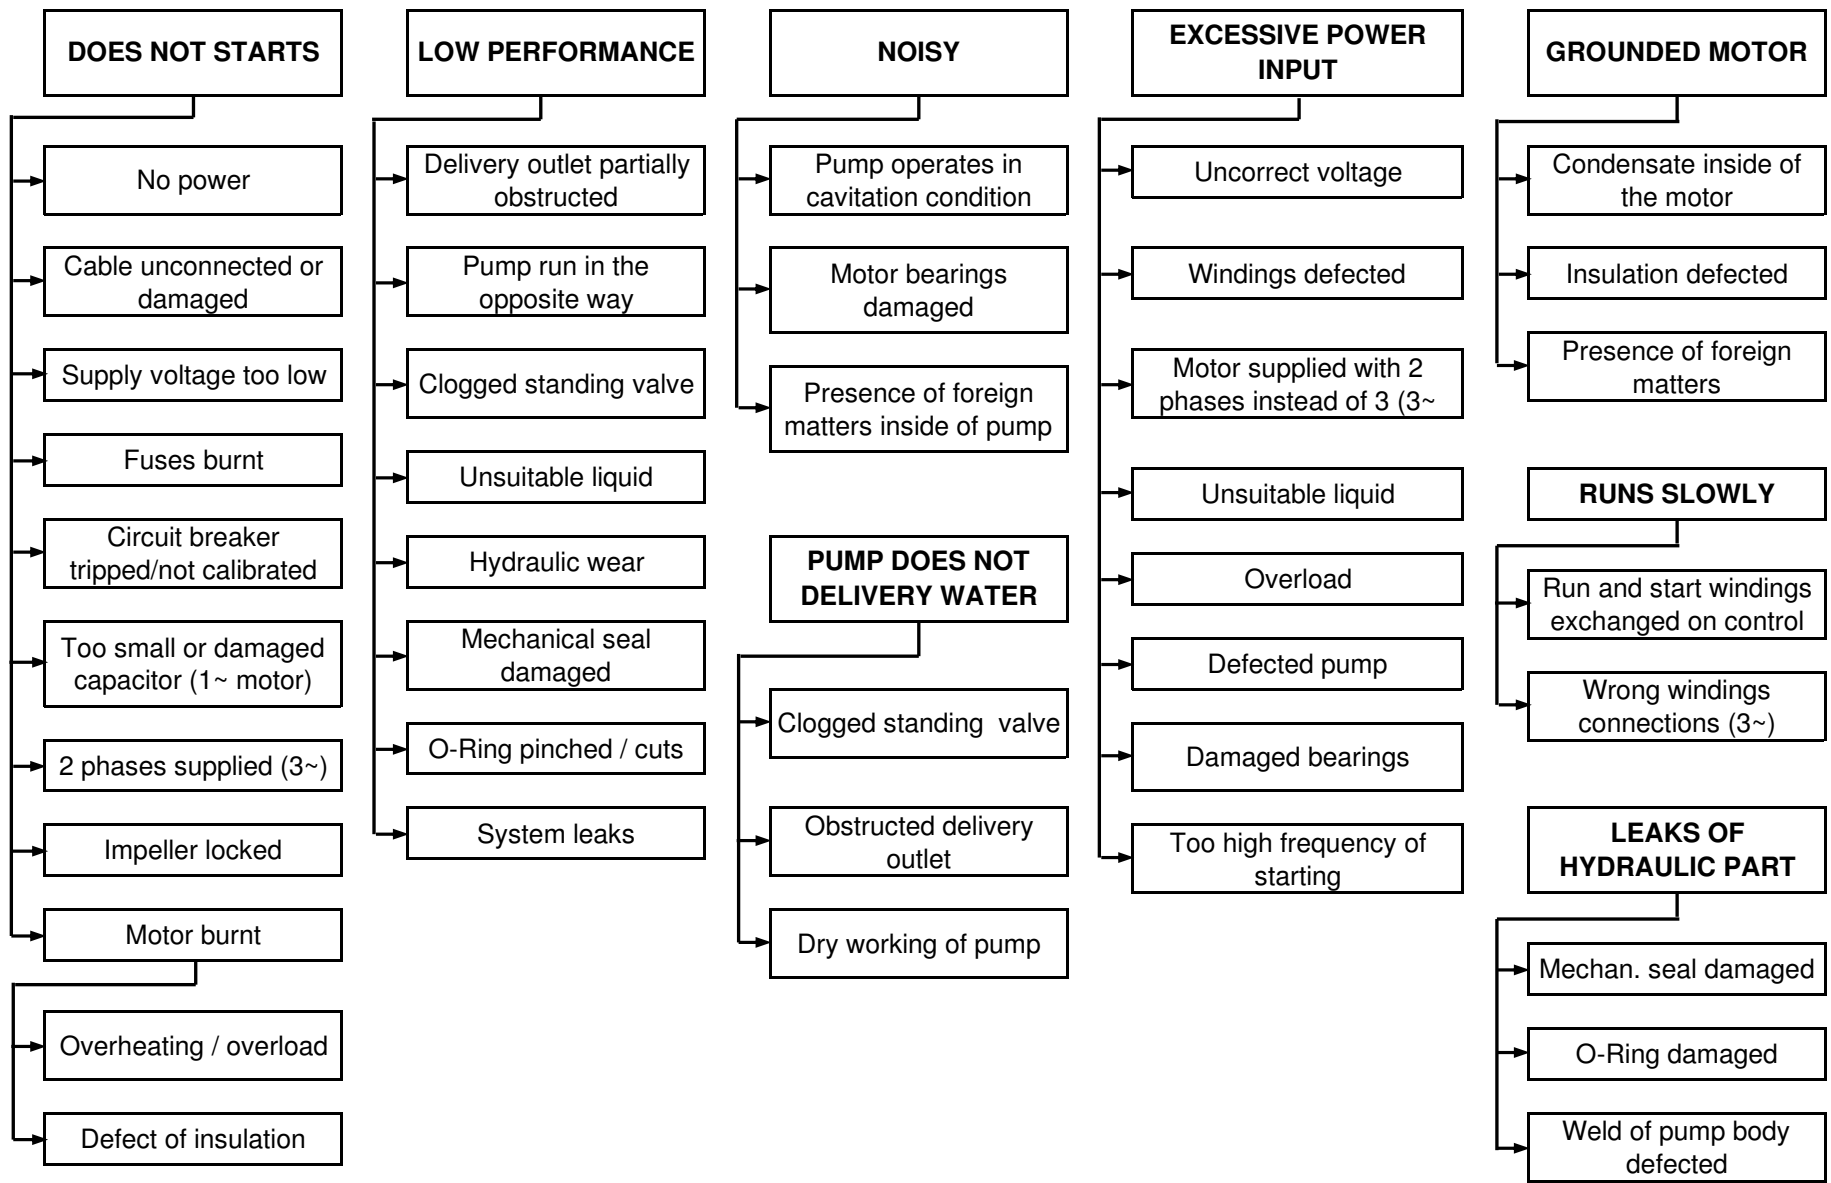 DOES NOT STARTS
No power
Cable unconnected or
damaged
Supply voltage too low
Fuses burnt
Circuit breaker
tripped/not calibrated
Too small or damaged
capacitor (1~ motor)
2 phases supplied (3~)
Impeller locked
Motor burnt
Overheating / overload
Defect of insulation
LOW PERFORMANCE
Delivery outlet partially
obstructed
Pump run in the
opposite way
Clogged standing valve
Unsuitable liquid
Hydraulic wear
Mechanical seal
damaged
O-Ring pinched / cuts
System leaks
NOISY
Pump operates in
cavitation condition
Motor bearings
damaged
Presence of foreign
matters inside of pump
PUMP DOES NOT
DELIVERY WATER
Clogged standing  valve
Obstructed delivery
outlet
Dry working of pump
EXCESSIVE POWER
INPUT
Uncorrect voltage
Windings defected
Motor supplied with 2
phases instead of 3 (3~
Unsuitable liquid
Overload
Defected pump
Damaged bearings
Too high frequency of
starting
GROUNDED MOTOR
Condensate inside of
the motor
Insulation defected
Presence of foreign
matters
RUNS SLOWLY
Run and start windings
exchanged on control
Wrong windings
connections (3~)
LEAKS OF
HYDRAULIC PART
Mechan. seal damaged
O-Ring damaged
Weld of pump body
defected